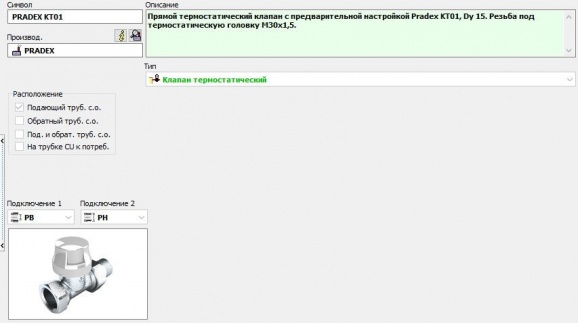 Символ
PRADEX KT01
Описание
Прямой термостатический клапан с предварительной настройкой Pradex KT01, Dy 15. Резьба под
термостатическую головку M30x1,5.
Производ.
PRADEX
Тип
Клапан термостатический
Расположение
Подающий труб. с.о.
Обратный труб. с.о.
Под. и обрат. труб. с.о.
На трубке CU к потреб.
Подключение 1
Подключение 2
РВ
РН